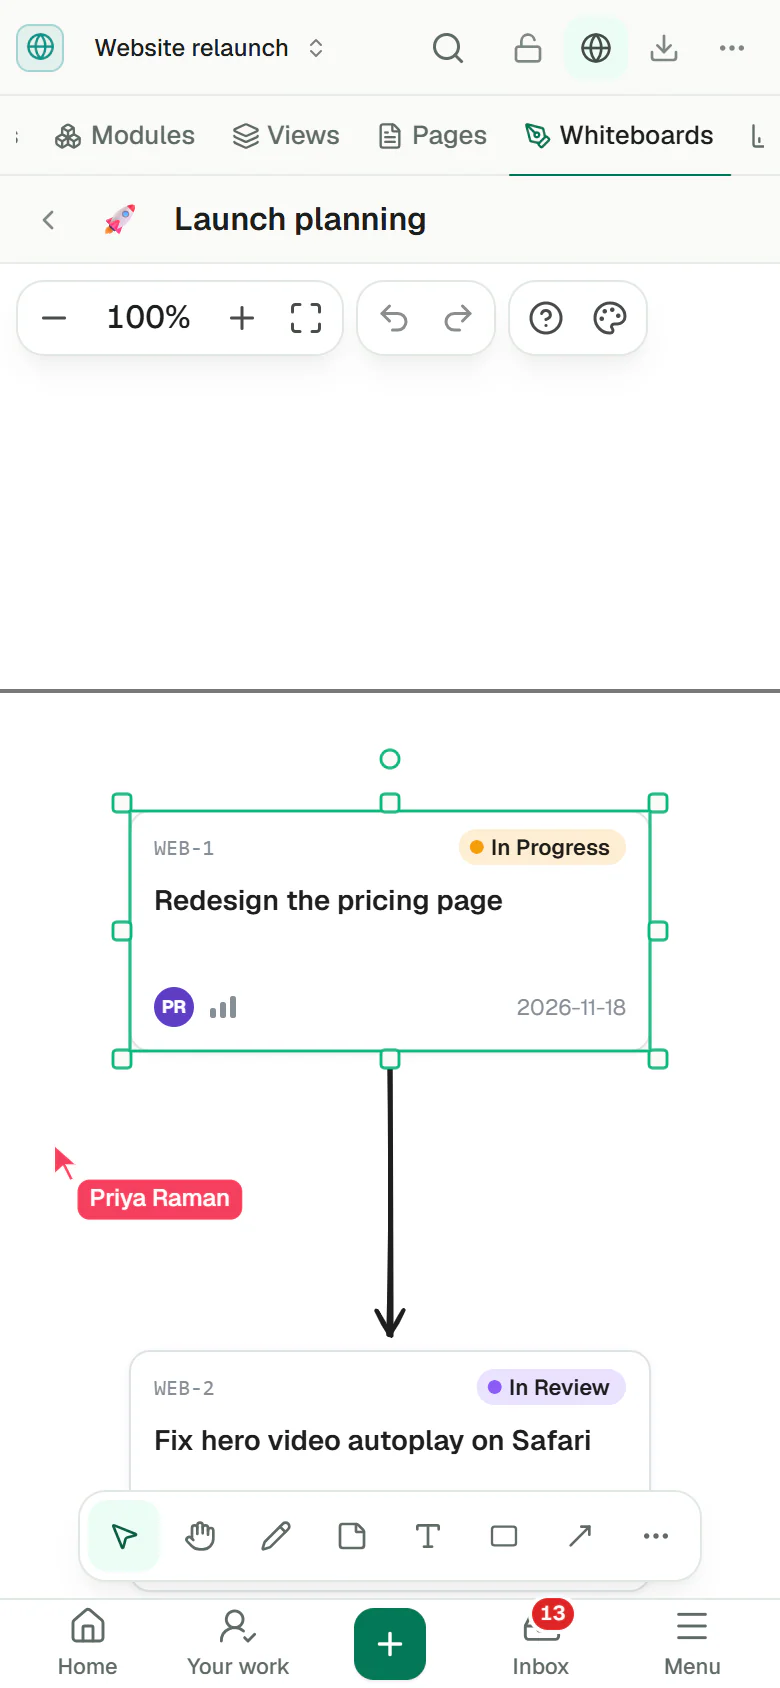 Website relaunch
Modules
Views
Pages
Whiteboards
Launch planning
100%
WEB-1
In Progress
Redesign the pricing page
PR
2026-11-18
Priya Raman
WEB-2
In Review
Fix hero video autoplay on Safari
13
Home
Your work
Inbox
Menu